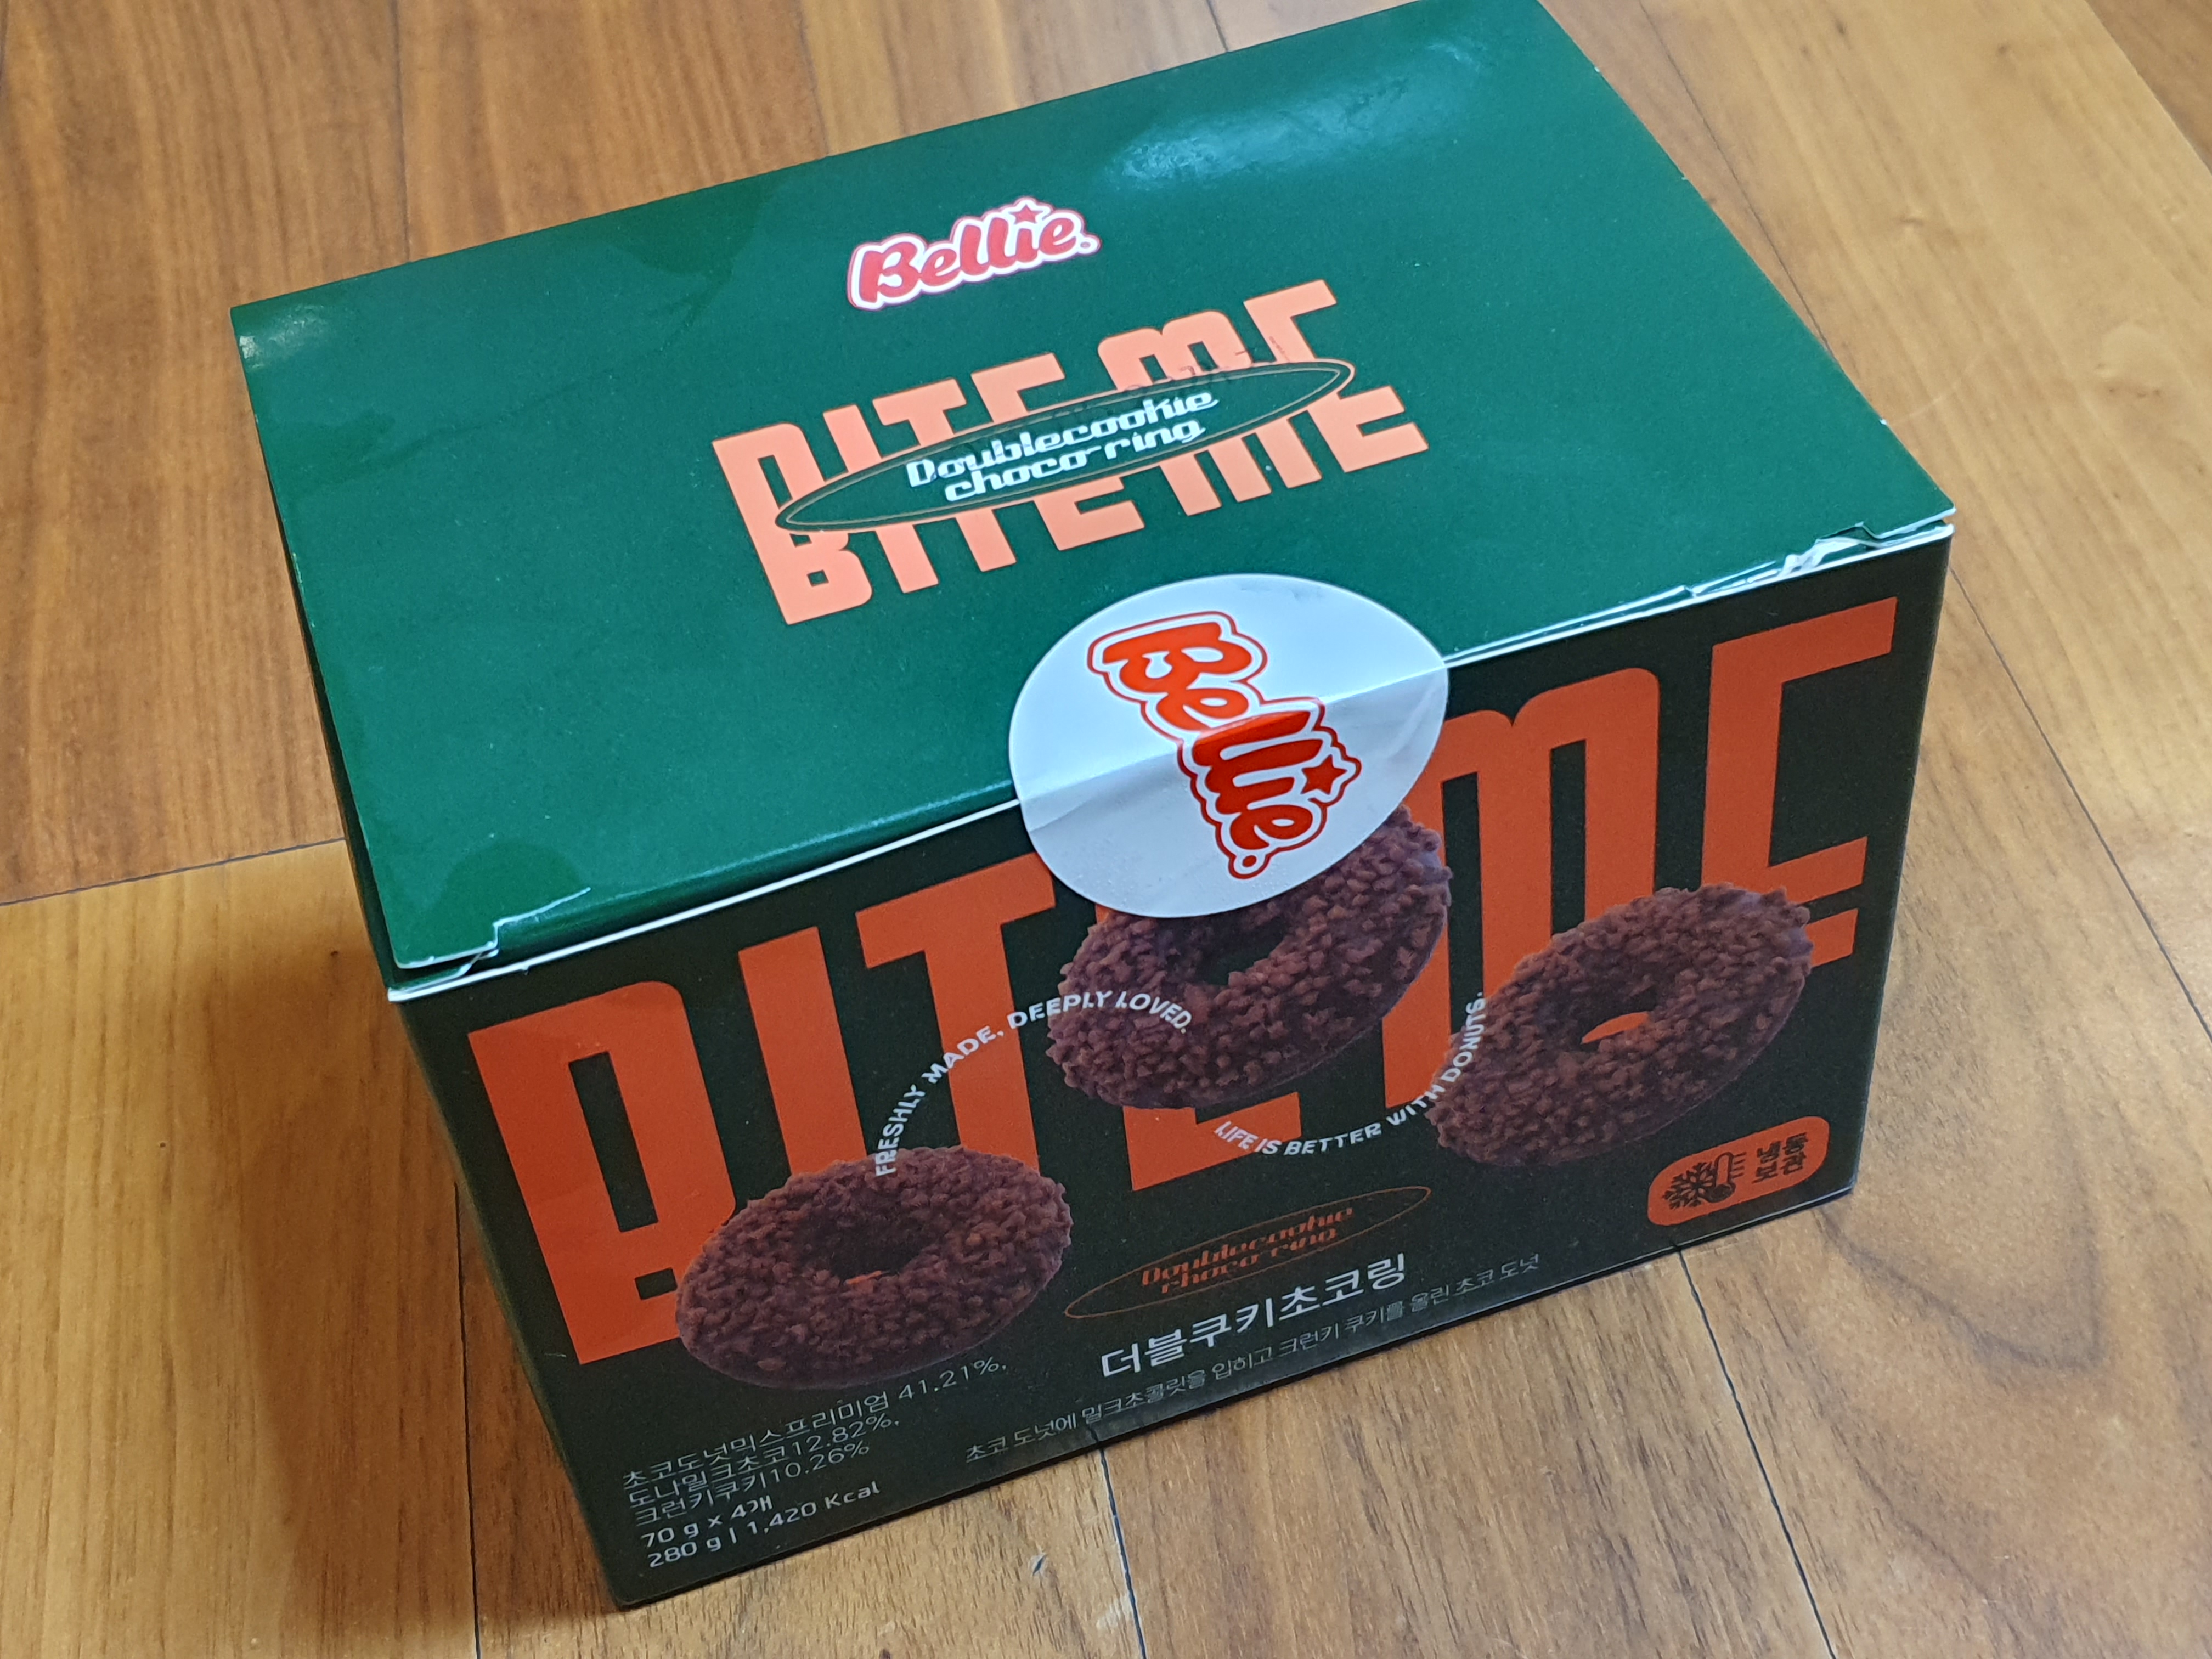 Bellie.
BITE ME
Doublecookie
choco-ring
Bellie.
BITE ME
FRESHLY MADE, DEEPLY LOVED.
LIFE IS BETTER WITH DONUTS.
Doublecookie
choco-ring
더블쿠키초코링
초코 도넛에 밀크초콜릿을 입히고 크런키 쿠키를 올린 초코 도넛
초코도넛믹스프리미엄 41.21%,
도나밀크초코12.82%,
크런키쿠키10.26%
70 g x 4개
280 g | 1,420 Kcal